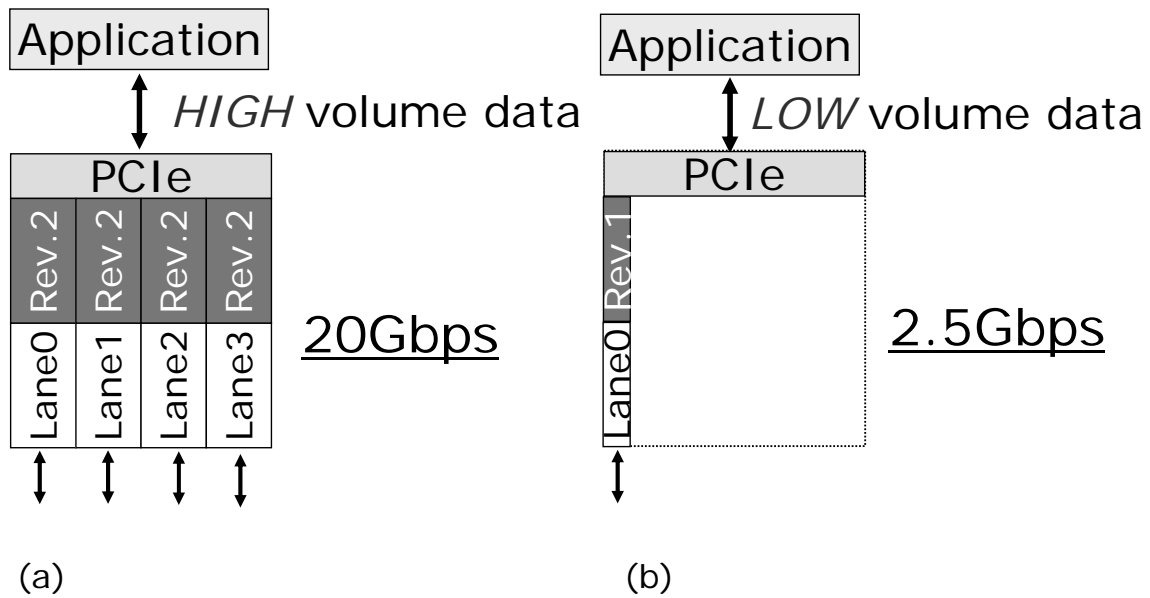 Application
HIGH volume data
PCIe
Rev.2
Rev.2
Rev.2
Rev.2
Lane0
Lane1
Lane2
Lane3
20Gbps
(a)
Application
LOW volume data
PCIe
Rev.1
Lane0
2.5Gbps
(b)